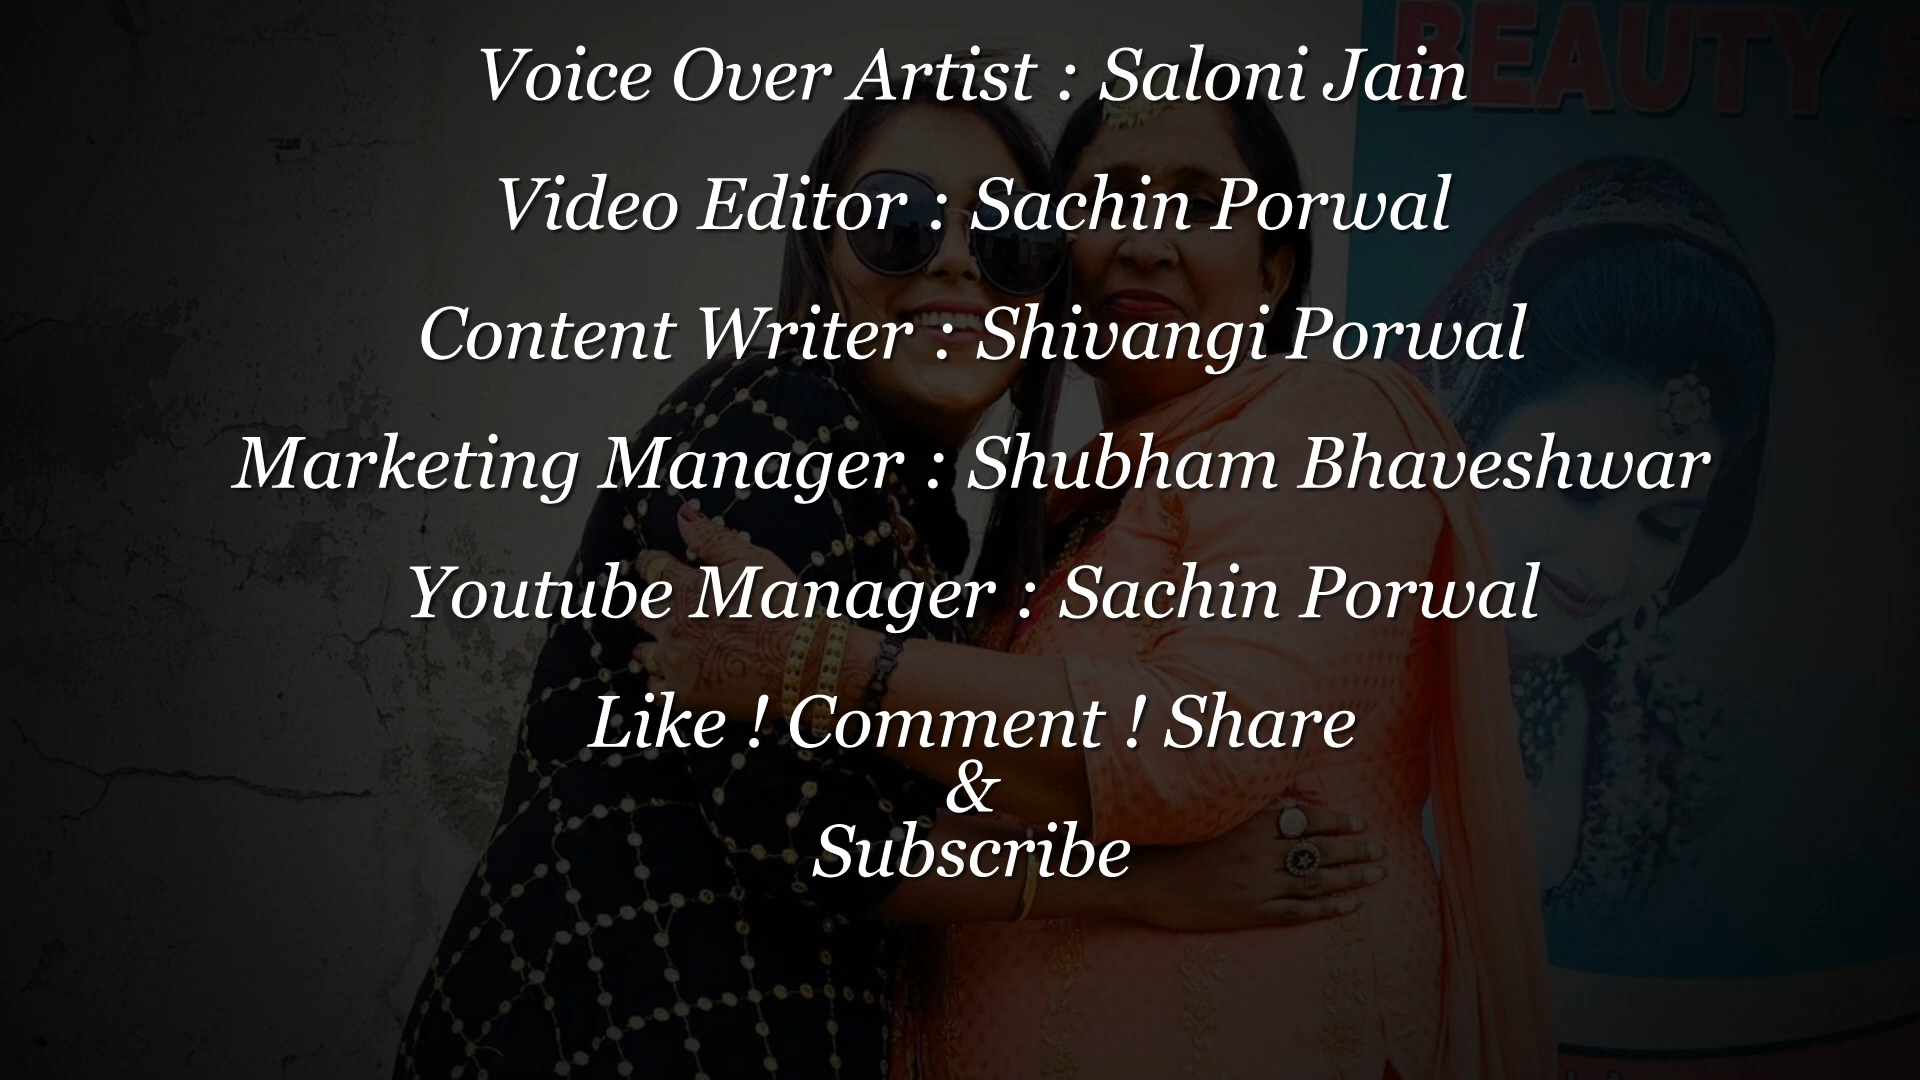 Voice Over Artist : Saloni Jain
Video Editor : Sachin Porwal
Content Writer : Shivangi Porwal
Marketing Manager : Shubham Bhaveshwar
Youtube Manager : Sachin Porwal
Like ! Comment ! Share
&
Subscribe
BEAUTY